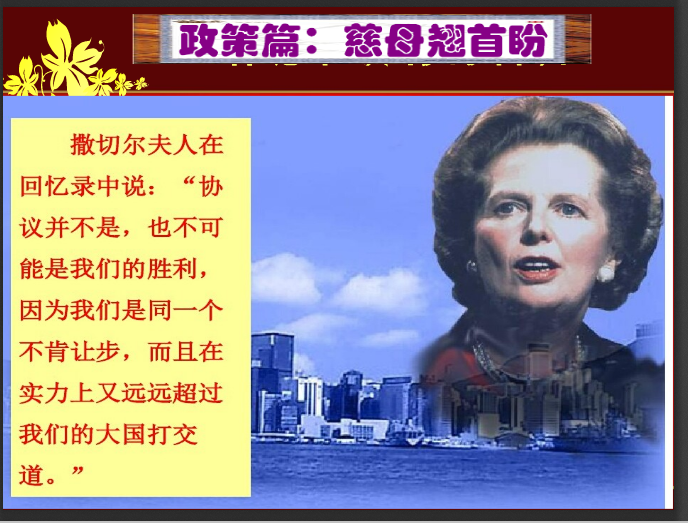 政策篇：慈母翘首盼
撒切尔夫人在
回忆录中说：“协
议并不是，也不可
能是我们的胜利，
因为我们是同一个
不肯让步，而且在
实力上又远远超过
我们的大国打交
道。”